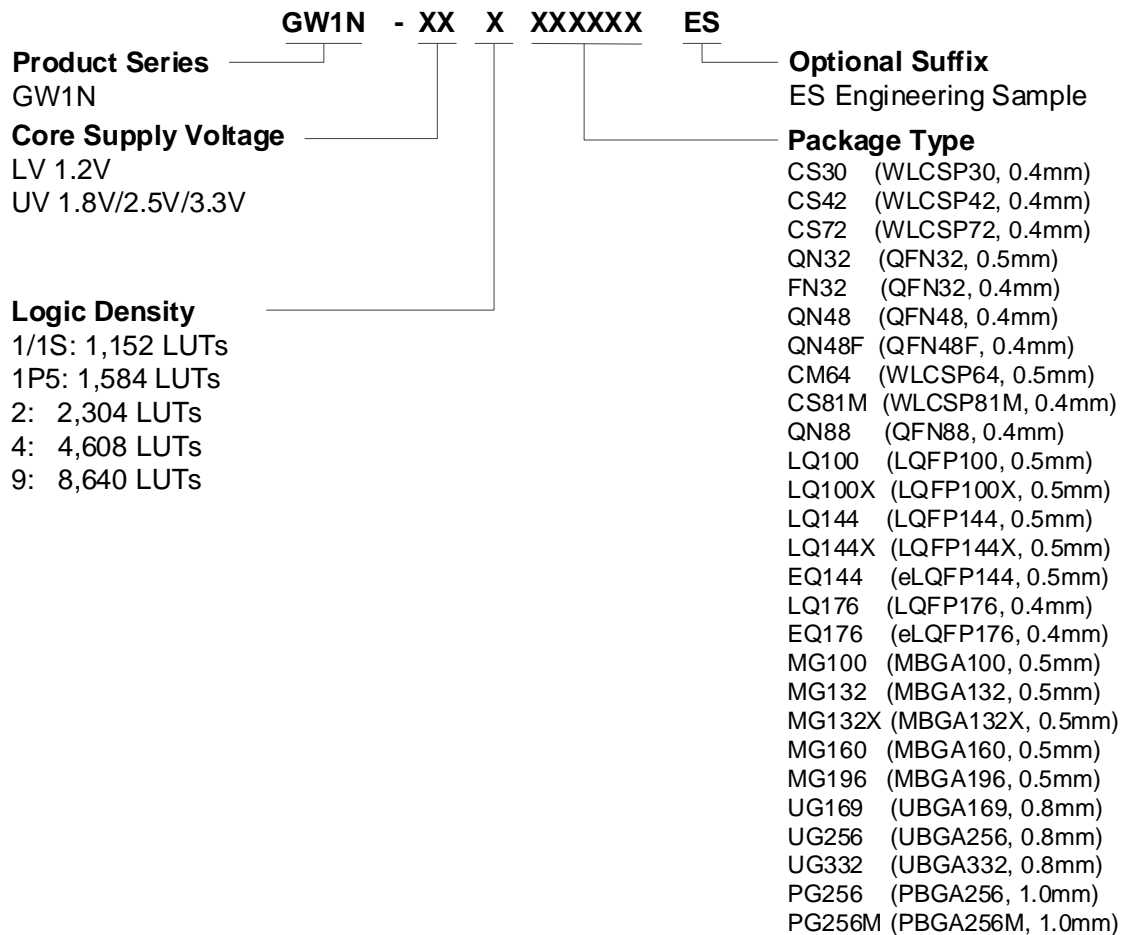 GW1N - XX X XXXXXX ES
Product Series
GW1N
Core Supply Voltage
LV 1.2V
UV 1.8V/2.5V/3.3V
Logic Density
1/1S: 1,152 LUTs
1P5: 1,584 LUTs
2: 2,304 LUTs
4: 4,608 LUTs
9: 8,640 LUTs
Optional Suffix
ES Engineering Sample
Package Type
CS30 (WLCSP30, 0.4mm)
CS42 (WLCSP42, 0.4mm)
CS72 (WLCSP72, 0.4mm)
QN32 (QFN32, 0.5mm)
FN32 (QFN32, 0.4mm)
QN48 (QFN48, 0.4mm)
QN48F (QFN48F, 0.4mm)
CM64 (WLCSP64, 0.5mm)
CS81M (WLCSP81M, 0.4mm)
QN88 (QFN88, 0.4mm)
LQ100 (LQFP100, 0.5mm)
LQ100X (LQFP100X, 0.5mm)
LQ144 (LQFP144, 0.5mm)
LQ144X (LQFP144X, 0.5mm)
EQ144 (eLQFP144, 0.5mm)
LQ176 (LQFP176, 0.4mm)
EQ176 (eLQFP176, 0.4mm)
MG100 (MBGA100, 0.5mm)
MG132 (MBGA132, 0.5mm)
MG132X (MBGA132X, 0.5mm)
MG160 (MBGA160, 0.5mm)
MG196 (MBGA196, 0.5mm)
UG169 (UBGA169, 0.8mm)
UG256 (UBGA256, 0.8mm)
UG332 (UBGA332, 0.8mm)
PG256 (PBGA256, 1.0mm)
PG256M (PBGA256M, 1.0mm)